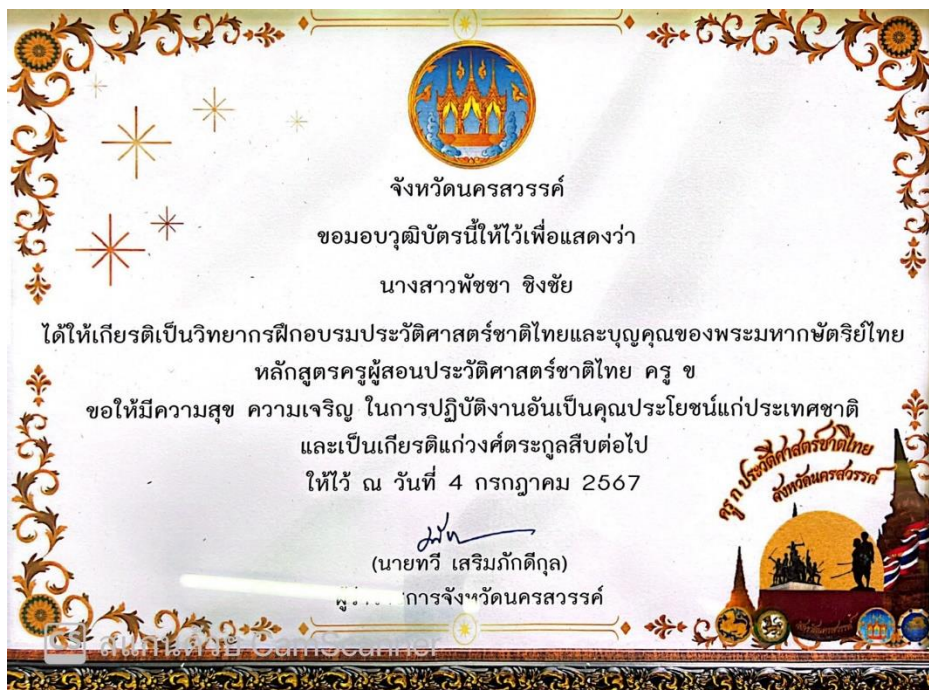 จังหวัดนครสวรรค์
ขอมอบวุฒิบัตรนี้ให้ไว้เพื่อแสดงว่า
นางสาวพัชชา ชิงชัย
ได้ให้เกียรติเป็นวิทยากรฝึกอบรมประวัติศาสตร์ชาติไทยและบุญคุณของพระมหากษัตริย์ไทย
หลักสูตรครูผู้สอนประวัติศาสตร์ชาติไทย ครู ข
ขอให้มีความสุข ความเจริญ ในการปฏิบัติงานอันเป็นคุณประโยชน์แก่ประเทศชาติ
และเป็นเกียรติแก่วงศ์ตระกูลสืบต่อไป
ให้ไว้ ณ วันที่ 4 กรกฎาคม 2567
(นายทวี เสริมภักดีกุล)
การจังหวัดนครสวรรค์
ครู ก ประวัติศาสตร์ชาติไทย
จังหวัดนครสวรรค์
CS สแกนด้วย CamScanner